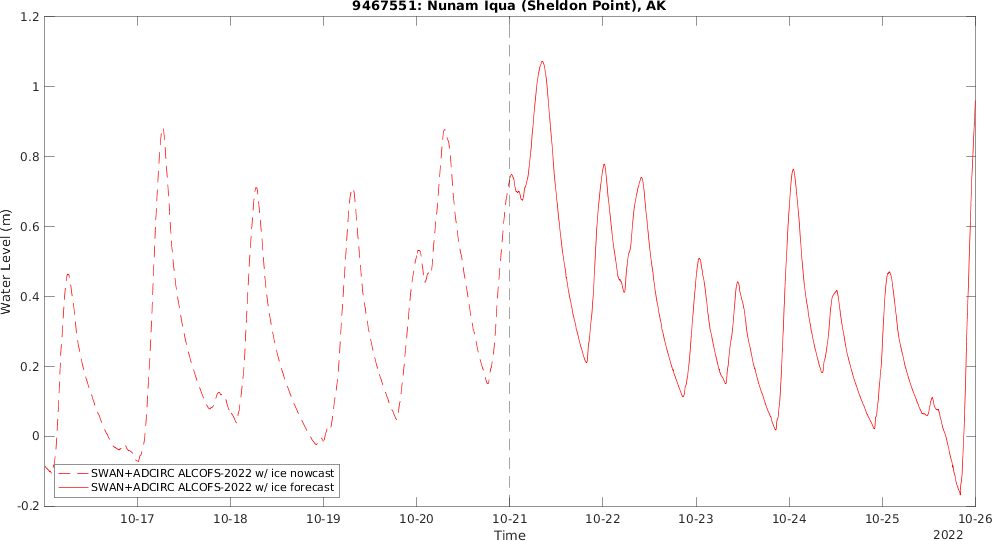 9467551: Nunam Iqua (Sheldon Point), AK
Water Level (m)
1.2
1
0.8
0.6
0.4
0.2
0
-0.2
SWAN+ADCIRC ALCOFS-2022 w/ ice nowcast
SWAN+ADCIRC ALCOFS-2022 w/ ice forecast
10-17 10-18 10-19 10-20 10-21 10-22 10-23 10-24 10-25 10-26
Time
2022